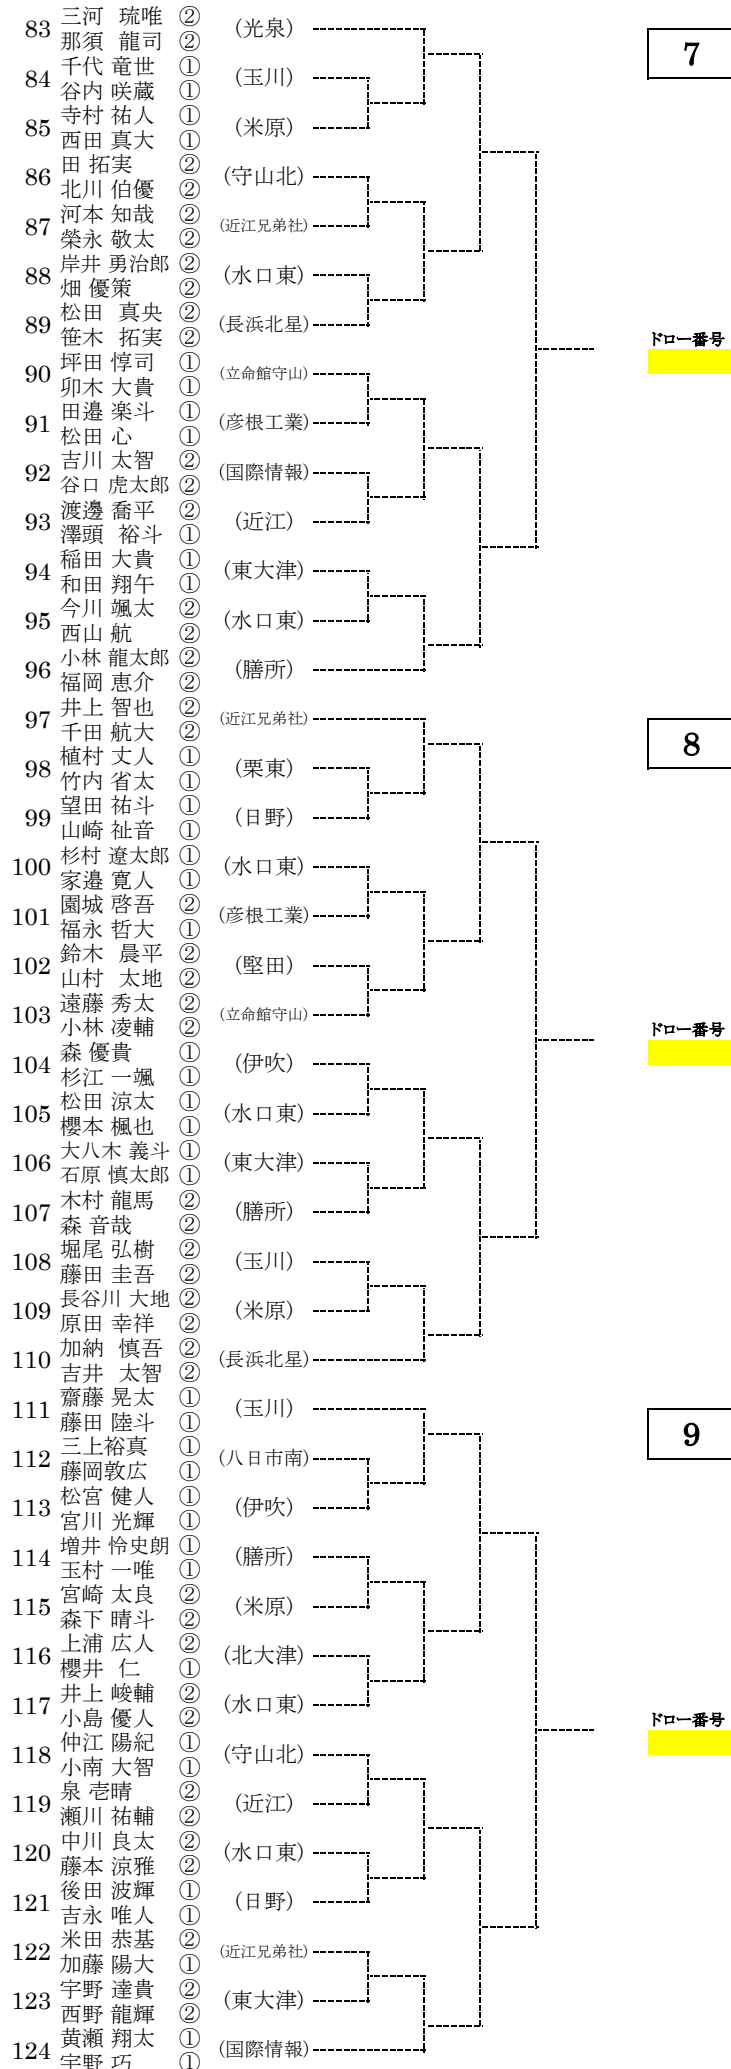 83 三河 琉唯 ② (光泉)
那須 龍司 ②
7
84 千代 竜世 ① (玉川)
谷内 咲蔵 ①
85 寺村 祐人 ① (米原)
西田 真大 ①
86 田 拓実 ② (守山北)
北川 伯優 ②
87 河本 知哉 ② (近江兄弟社)
榮永 敬太 ②
88 岸井 勇治郎 ② (水口東)
畑 優策 ②
89 松田 真央 ② (長浜北星)
笹木 拓実 ②
ドロー番号
90 坪田 惇司 ① (立命館守山)
卯木 大貴 ①
91 田邉 楽斗 ① (彦根工業)
松田 心 ①
92 吉川 太智 ② (国際情報)
谷口 虎太郎 ②
93 渡邊 喬平 ② (近江)
澤頭 裕斗 ①
94 稲田 大貴 ① (東大津)
和田 翔午 ①
95 今川 颯太 ② (水口東)
西山 航 ②
96 小林 龍太郎 ② (膳所)
福岡 恵介 ②
97 井上 智也 ② (近江兄弟社)
千田 航大 ②
8
98 植村 丈人 ① (栗東)
竹内 省太 ①
99 望田 祐斗 ① (日野)
山崎 祉音 ①
100 杉村 遼太郎 ① (水口東)
家邉 寛人 ①
101 園城 啓吾 ② (彦根工業)
福永 哲大 ①
102 鈴木 晨平 ② (堅田)
山村 太地 ②
103 遠藤 秀太 ② (立命館守山)
小林 凌輔 ②
ドロー番号
104 森 優貴 ① (伊吹)
杉江 一颯 ①
105 松田 涼太 ① (水口東)
櫻本 楓也 ①
106 大八木 義斗 ① (東大津)
石原 慎太郎 ①
107 木村 龍馬 ② (膳所)
森 音哉 ②
108 堀尾 弘樹 ② (玉川)
藤田 圭吾 ②
109 長谷川 大地 ② (米原)
原田 幸祥 ②
110 加納 慎吾 ② (長浜北星)
吉井 太智 ②
111 齋藤 晃太 ① (玉川)
藤田 陸斗 ①
9
112 三上裕真 ① (八日市南)
藤岡敦広 ①
113 松宮 健人 ① (伊吹)
宮川 光輝 ①
114 増井 怜史朗 ① (膳所)
玉村 一唯 ①
115 宮崎 太良 ② (米原)
森下 晴斗 ②
116 上浦 広人 ② (北大津)
櫻井 仁 ①
117 井上 峻輔 ② (水口東)
小島 優人 ②
ドロー番号
118 仲江 陽紀 ① (守山北)
小南 大智 ①
119 泉 壱晴 ② (近江)
瀬川 祐輔 ②
120 中川 良太 ② (水口東)
藤本 涼雅 ②
121 後田 波輝 ① (日野)
吉永 唯人 ①
122 米田 恭基 ② (近江兄弟社)
加藤 陽大 ①
123 宇野 達貴 ② (東大津)
西野 龍輝 ②
124 黄瀬 翔太 ① (国際情報)
宇野 巧 ①